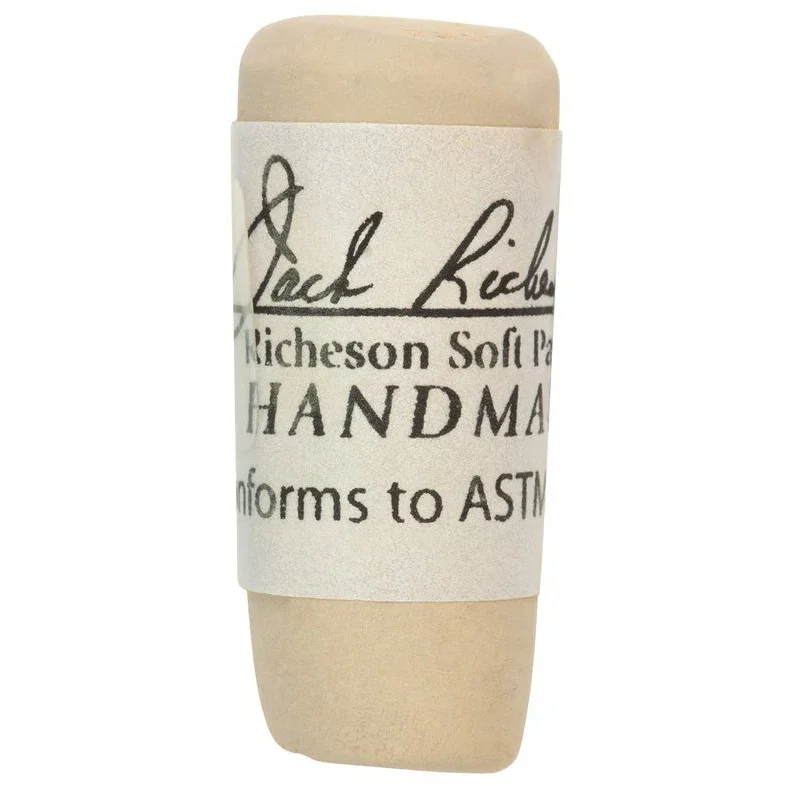 Jack Riche
Richeson Soft Pa
HANDMA
nforms to ASTM